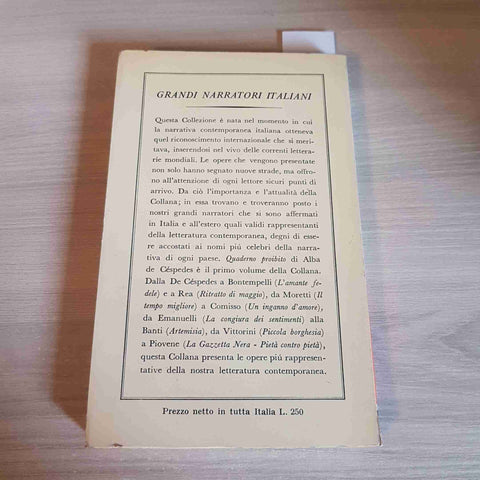 GRANDI NARRATORI ITALIANI
Questa Collezione è nata nel momento in cui
la narrativa contemporanea italiana otteneva
quel riconoscimento internazionale che si meri-
tava, inserendosi nel vivo delle correnti lettera-
rie mondiali. Le opere che vengono presentate
non solo hanno segnato nuove strade, ma offro-
no all'attenzione di ogni lettore sicuri punti di
arrivo. Da ciò l'importanza e l'attualità della
Collana; in essa trovano e troveranno posto i
nostri grandi narratori che si sono affermati
in Italia e all'estero quali validi rappresentanti
della letteratura contemporanea, degni di esse-
re accostati ai nomi più celebri della narra-
tiva di ogni paese. Quaderno proibito di Alba
de Céspedes è il primo volume della Collana.
Dalla De Céspedes a Bontempelli (L'amante fe-
dele) e a Rea (Ritratto di maggio), da Moretti (Il
tempo migliore) a Comisso (Un inganno d'amore),
da Emanuelli (La congiura dei sentimenti) alla
Banti (Artemisia), da Vittorini (Piccola borghesia)
a Piovene (La Gazzetta Nera - Pietà contro pietà),
questa Collana presenta le opere più rappresen-
tative della nostra letteratura contemporanea.
Prezzo netto in tutta Italia L. 250